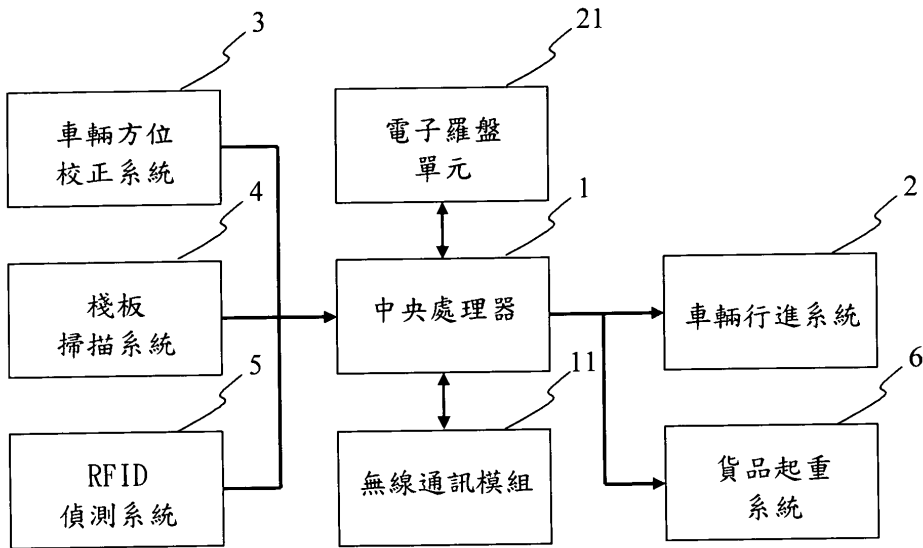 3
車輛方位
校正系統
21
電子羅盤
單元
4
棧板
掃描系統
1
中央處理器
2
車輛行進系統
5
RFID
偵測系統
11
無線通訊模組
6
貨品起重
系統